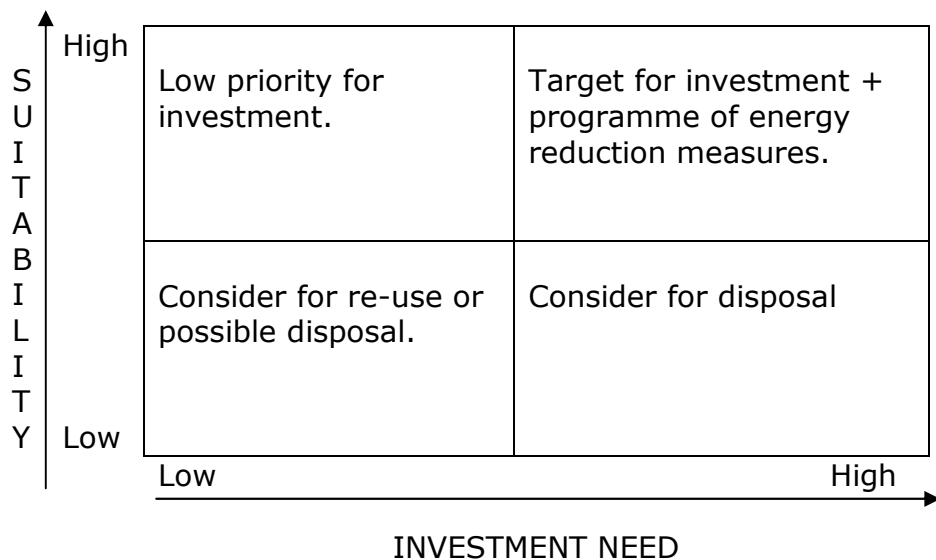 High
SUITABILITY
Low priority for
investment.
Target for investment +
programme of energy
reduction measures.
Consider for re-use or
possible disposal.
Consider for disposal
Low
Low
High
INVESTMENT NEED